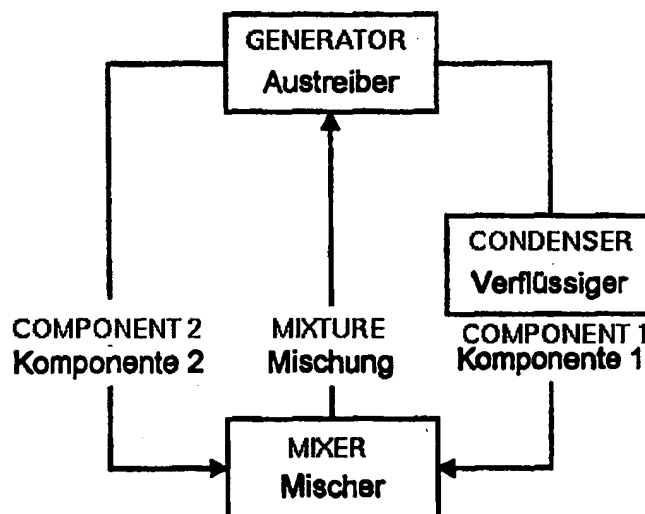 GENERATOR
Austreiber
CONDENSER
Verflüssiger
COMPONENT 2
Komponente 2
MIXTURE
Mischung
COMPONENT 1
Komponente 1
MIXER
Mischer